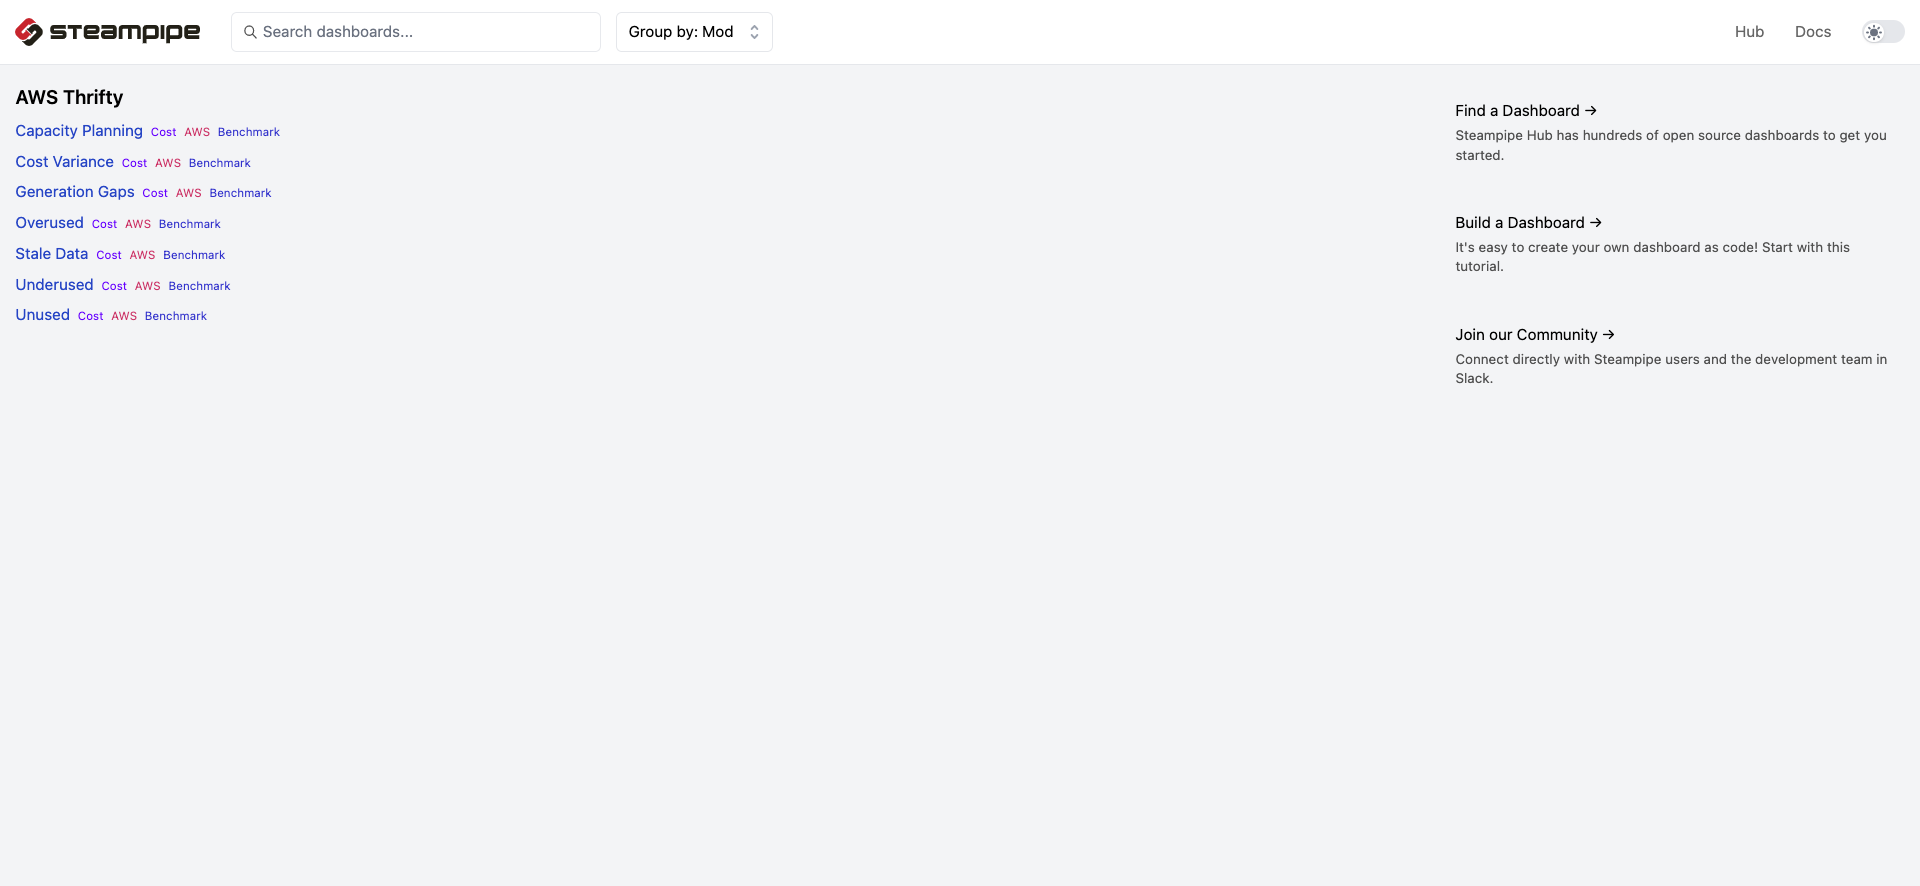 steampipe
Search dashboards...
Group by: Mod
Hub
Docs
AWS Thrifty
Capacity Planning Cost AWS Benchmark
Cost Variance Cost AWS Benchmark
Generation Gaps Cost AWS Benchmark
Overused Cost AWS Benchmark
Stale Data Cost AWS Benchmark
Underused Cost AWS Benchmark
Unused Cost AWS Benchmark
Find a Dashboard →
Steampipe Hub has hundreds of open source dashboards to get you
started.
Build a Dashboard →
It's easy to create your own dashboard as code! Start with this
tutorial.
Join our Community →
Connect directly with Steampipe users and the development team in
Slack.